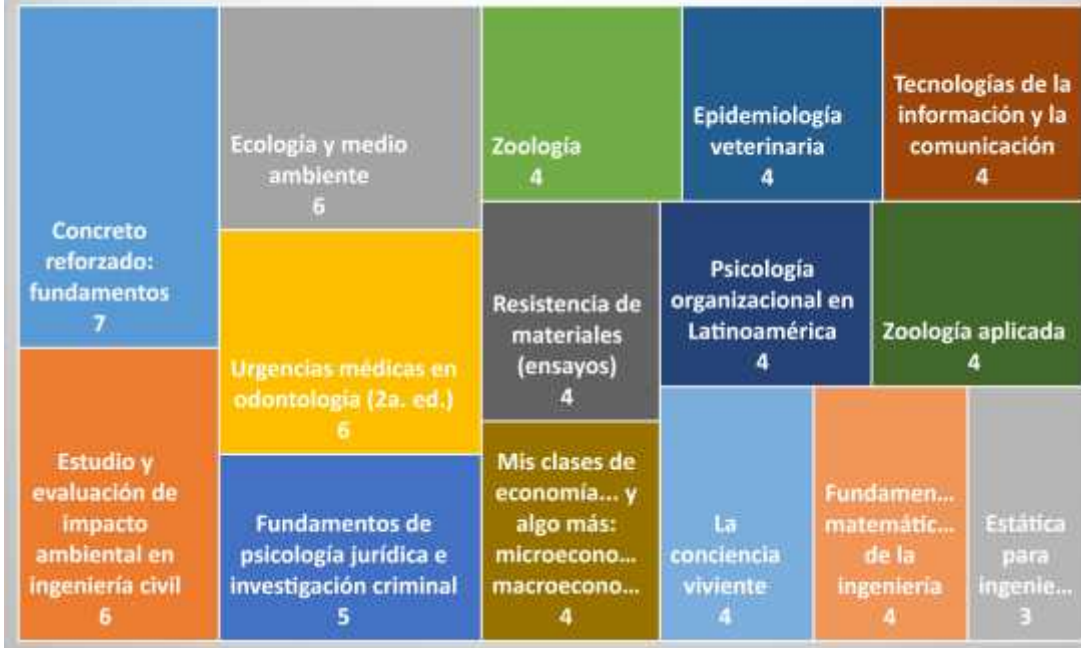 Concreto
reforzado:
fundamentos
7
Estudio y
evaluación de
impacto
ambiental en
ingeniería civil
6
Ecología y medio
ambiente
6
Urgencias médicas en
odontología (2a. ed.)
6
Fundamentos de
psicología jurídica e
investigación criminal
5
Zoología
4
Epidemiología
veterinaria
4
Tecnologías de la
información y la
comunicación
4
Resistencia de
materiales
(ensayos)
4
Psicología
organizacional en
Latinoamérica
4
Zoología aplicada
4
Mis clases de
economía... y
algo más:
microecono...
macroecono...
4
La
conciencia
viviente
4
Fundamen...
matemátic...
de la
ingeniería
4
Estática
para
ingenie...
3